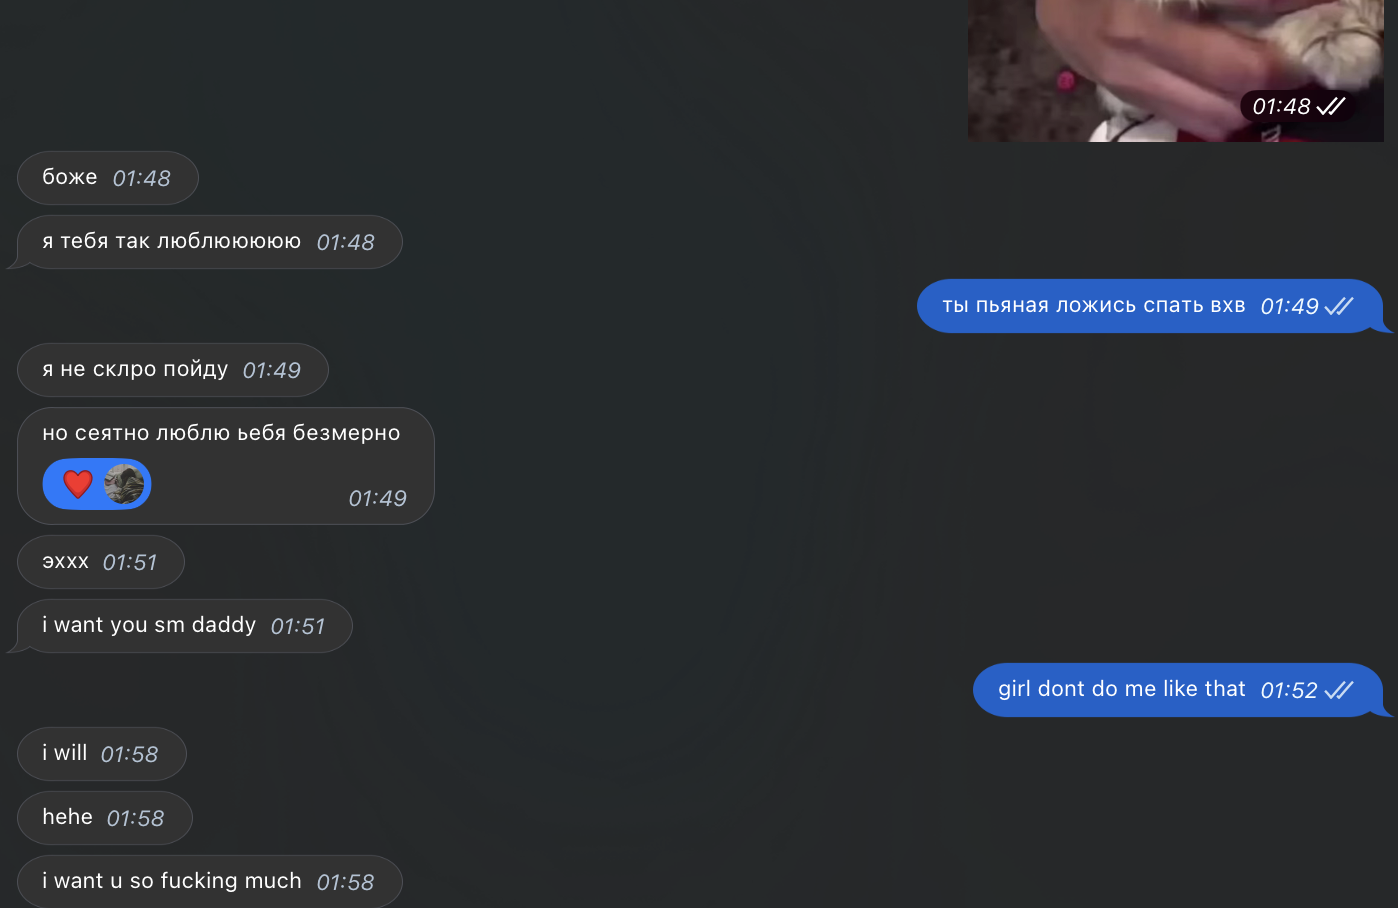 01:48
боже 01:48
я тебя так люблююююю 01:48
ты пьяная ложись спать вхв 01:49
я не склро пойду 01:49
но сеятно люблю ьебя безмерно
01:49
эххх 01:51
i want you sm daddy 01:51
girl dont do me like that 01:52
i will 01:58
hehe 01:58
i want u so fucking much 01:58